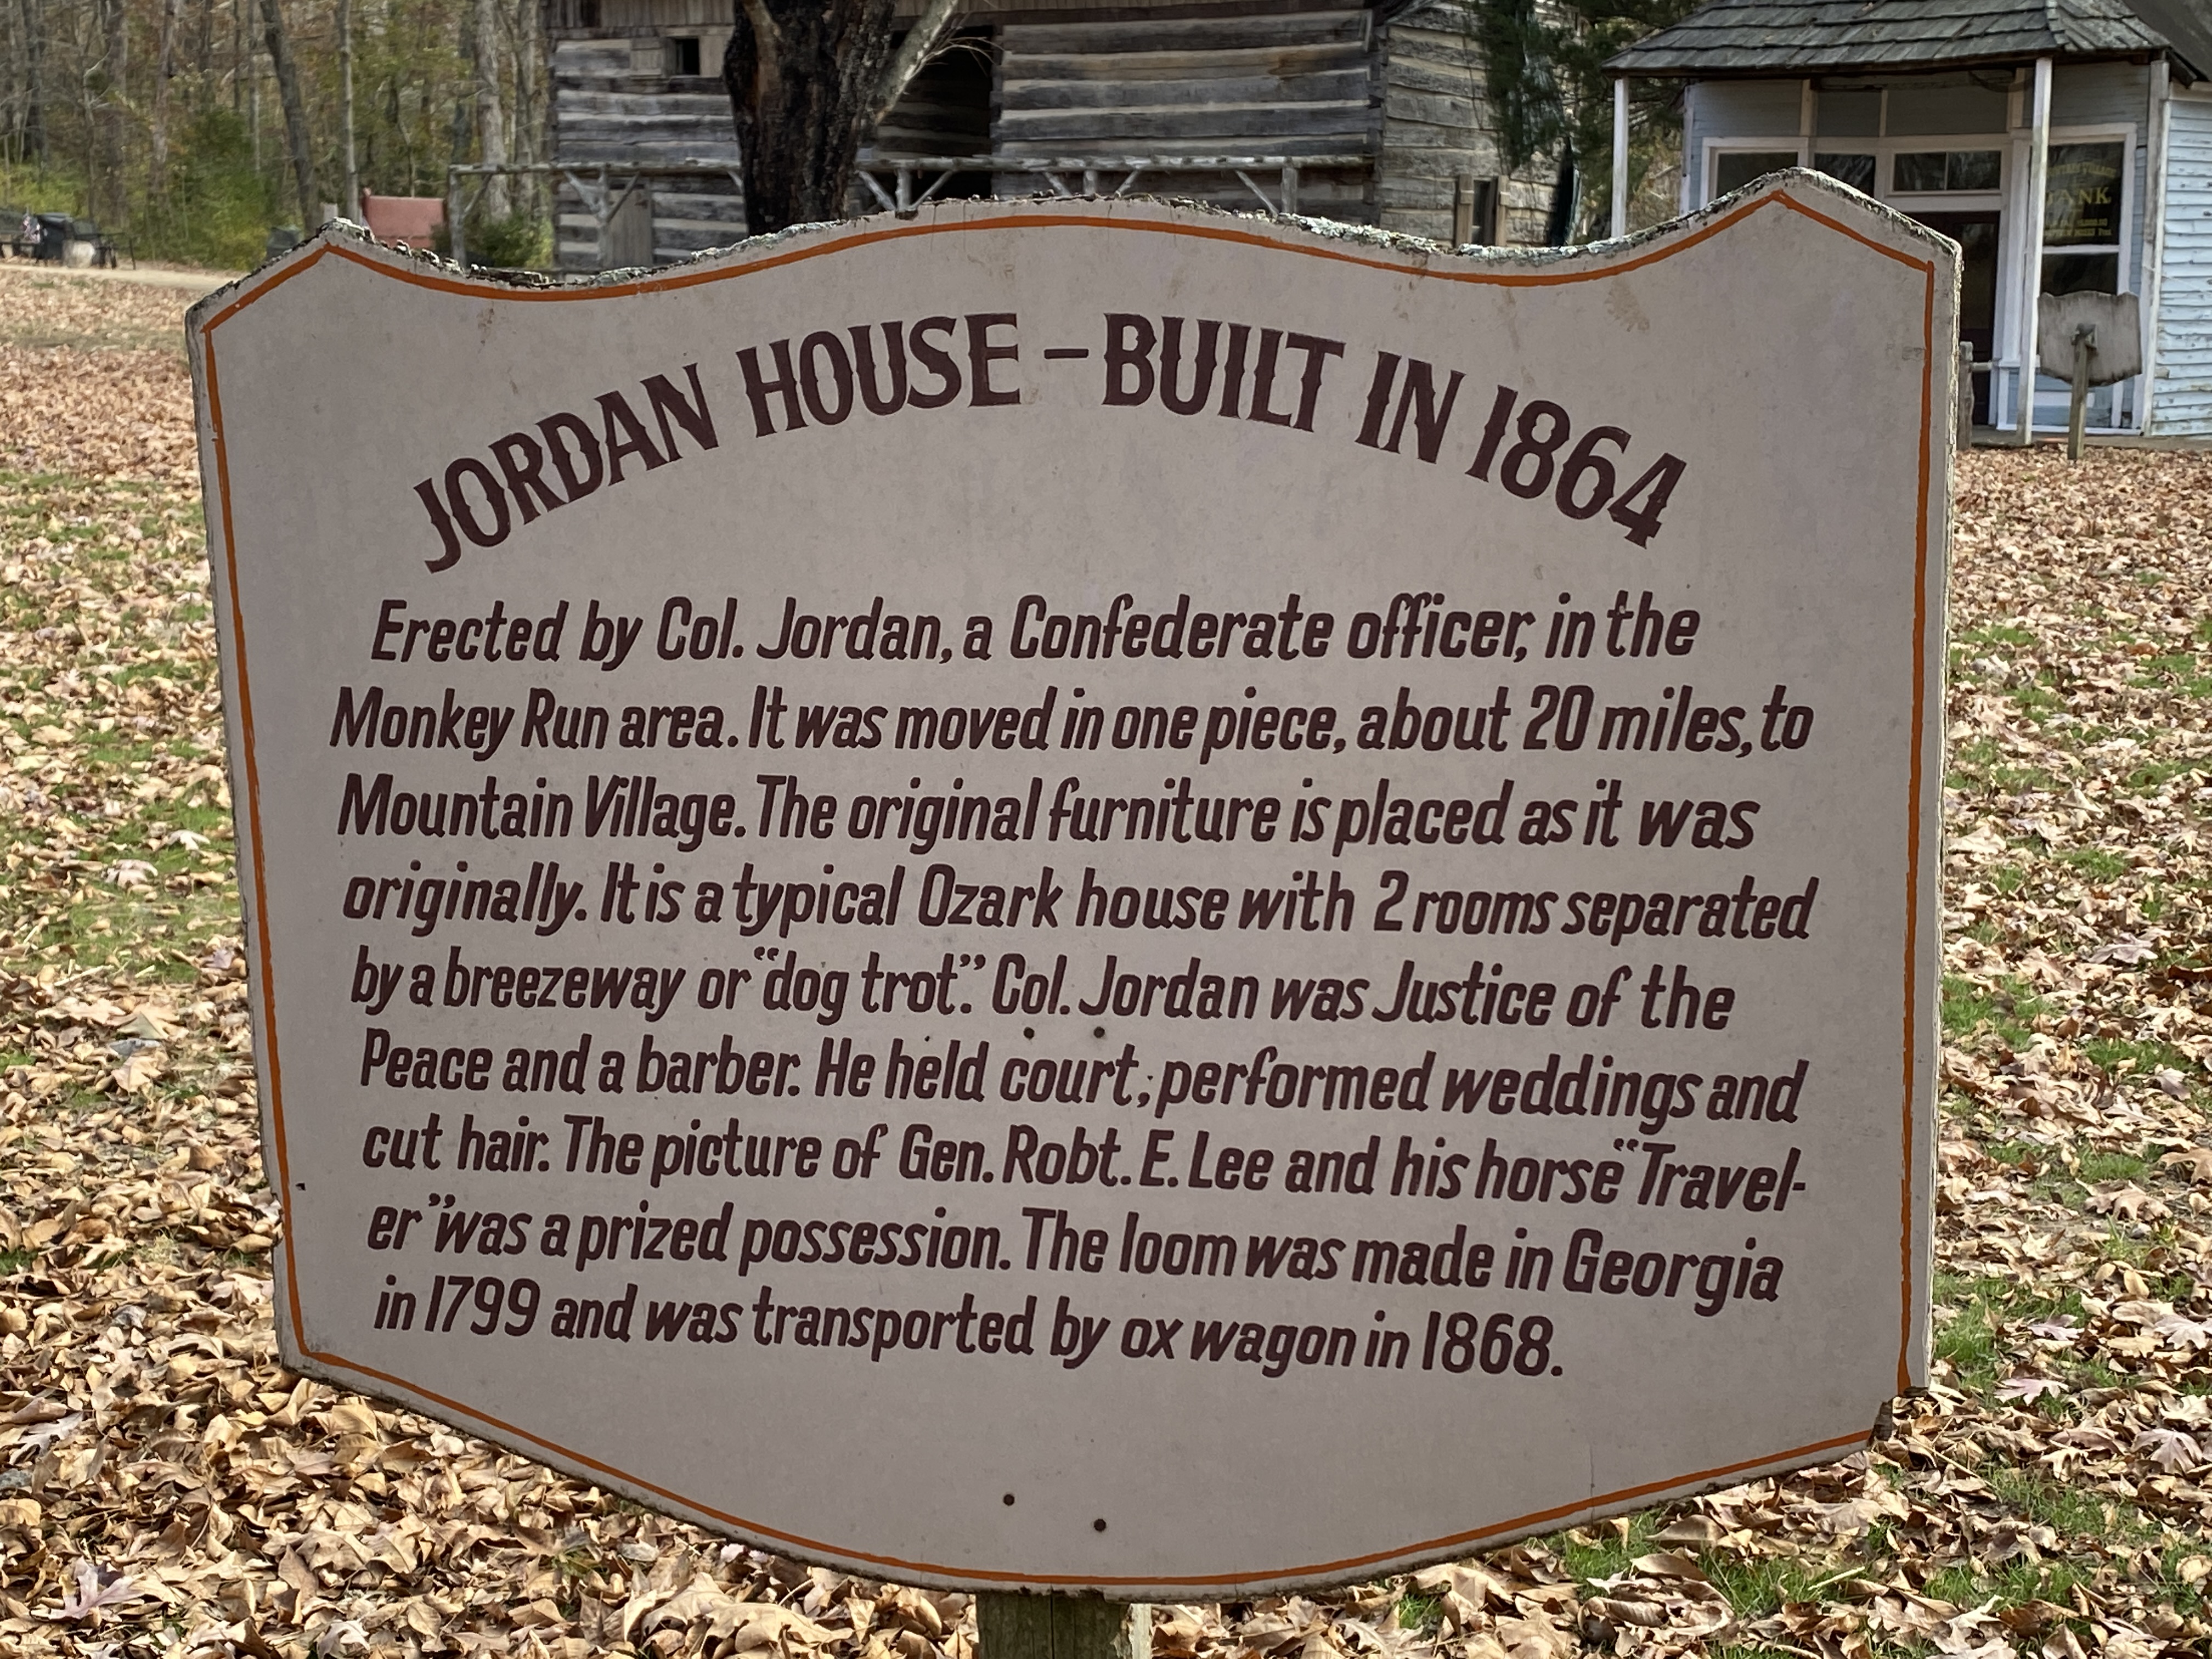 JORDAN HOUSE – BUILT IN 1864
Erected by Col. Jordan, a Confederate officer, in the
Monkey Run area. It was moved in one piece, about 20 miles, to
Mountain Village. The original furniture is placed as it was
originally. It is a typical Ozark house with 2 rooms separated
by a breezeway or “dog trot”. Col. Jordan was Justice of the
Peace and a barber. He held court, performed weddings and
cut hair. The picture of Gen. Robt. E. Lee and his horse “Travel-
er” was a prized possession. The loom was made in Georgia
in 1799 and was transported by ox wagon in 1868.
BANK